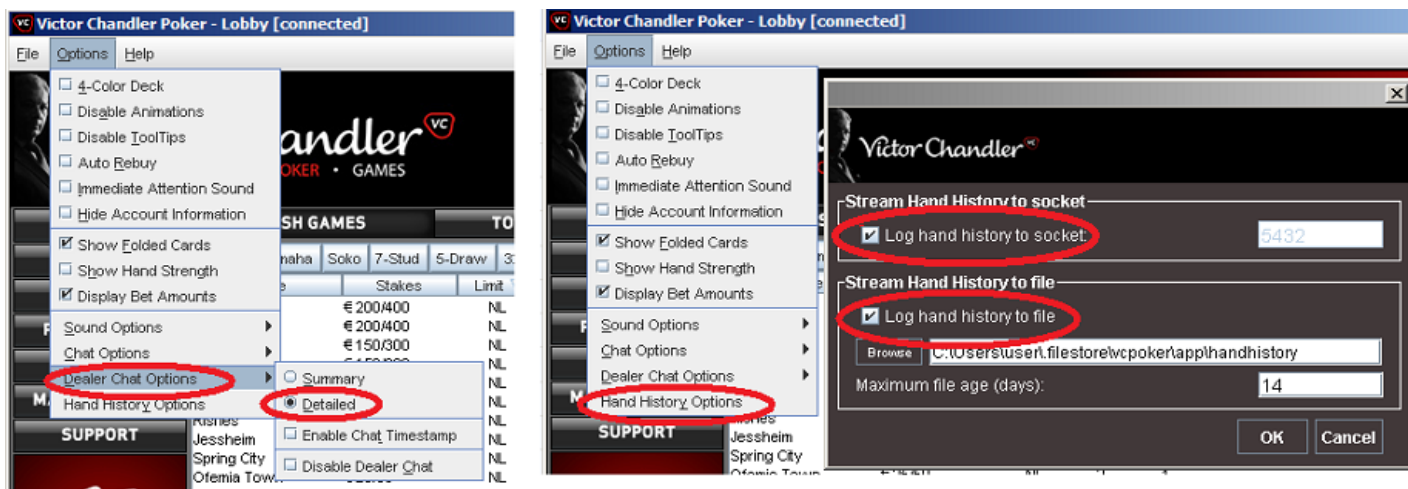 Victor Chandler Poker - Lobby [connected]
File Options Help
4-Color Deck
Disable Animations
Disable ToolTips
Auto Rebuy
Immediate Attention Sound
Hide Account Information
Show Folded Cards
Show Hand Strength
Display Bet Amounts
Sound Options
Chat Options
Dealer Chat Options
Hand History Options
Summary
Detailed
Enable Chat Timestamp
Disable Dealer Chat
andler VC
OKER • GAMES
SH GAMES TO
naha Soko 7-Stud 5-Draw
Stakes Limit
€200/400 NL
€200/400 NL
€150/300 NL
NL
NL
NL
NL
NL
NL
SUPPORT
Jessheim
Spring City
Ofemia Town
Victor Chandler Poker - Lobby [connected]
File Options Help
4-Color Deck
Disable Animations
Disable ToolTips
Auto Rebuy
Immediate Attention Sound
Hide Account Information
Show Folded Cards
Show Hand Strength
Display Bet Amounts
Sound Options
Chat Options
Dealer Chat Options
Hand History Options
SUPPORT
Jessheim
Spring City
Victor Chandler
Stream Hand History to socket
Log hand history to socket: 5432
Stream Hand History to file
Log hand history to file
Browse C:\Users\user\.filestore\vcpoker\app\handhistory
Maximum file age (days): 14
OK Cancel